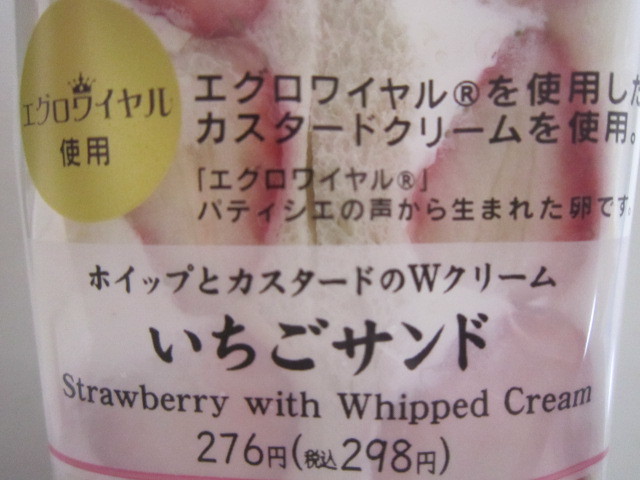 エグロワイヤル
使用
エグロワイヤル®を使用した
カスタードクリームを使用。
「エグロワイヤル®」
パティシエの声から生まれた卵です。
ホイップとカスタードのWクリーム
いちごサンド
Strawberry with Whipped Cream
276円(税込298円)